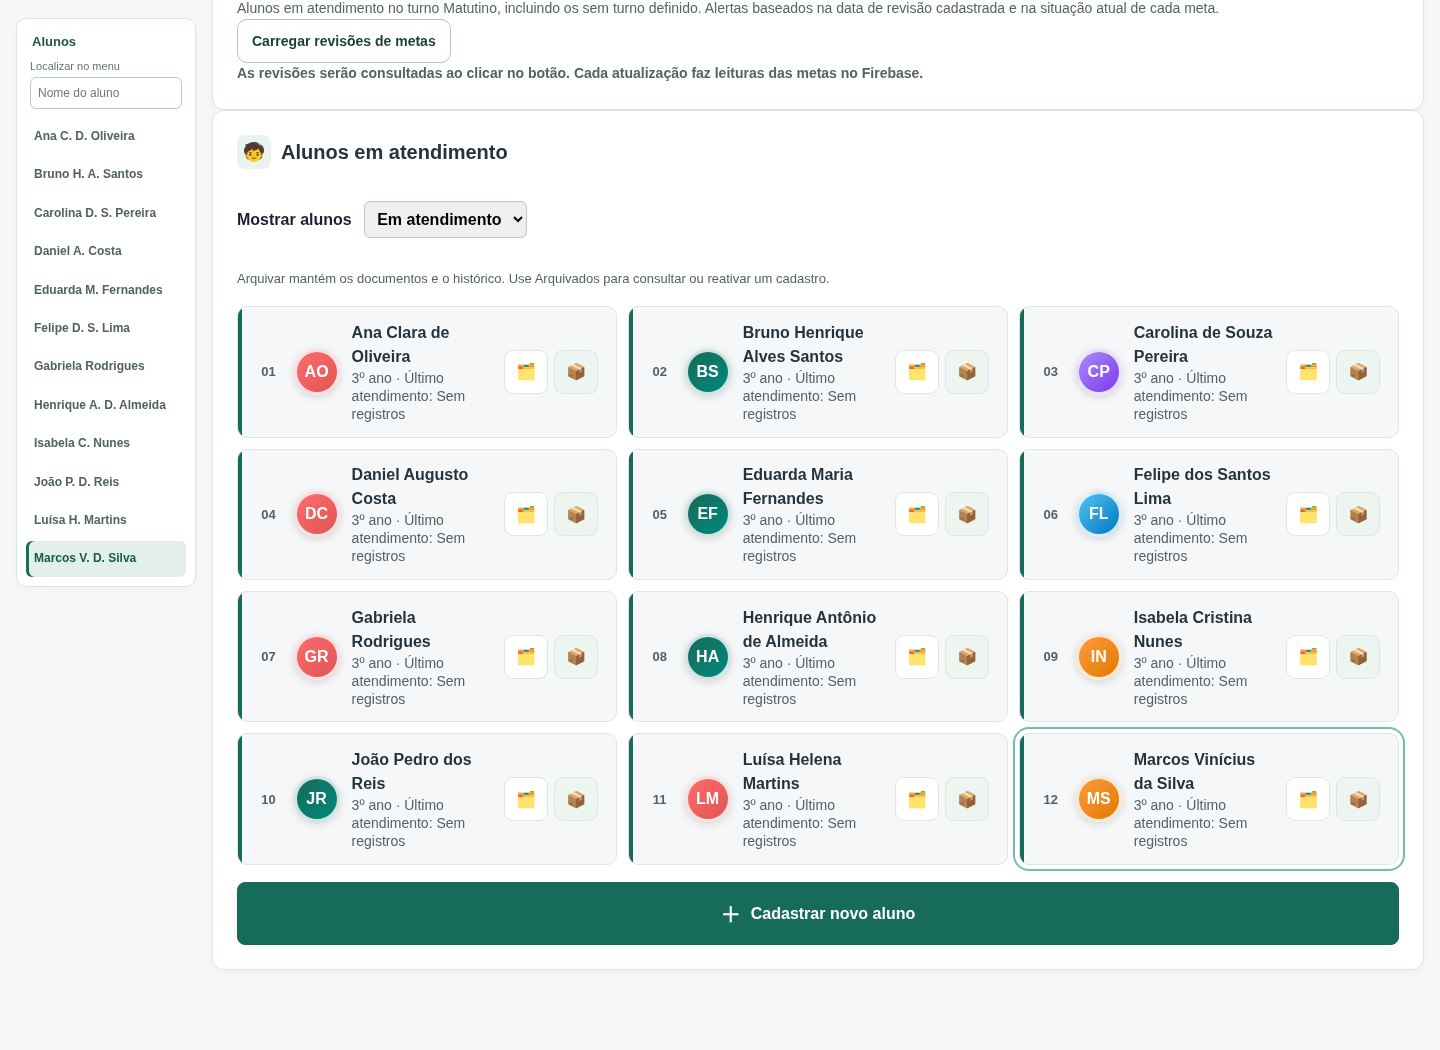 Alunos em atendimento no turno Matutino, incluindo os sem turno definido. Alertas baseados na data de revisão cadastrada e na situação atual de cada meta.
Carregar revisões de metas
As revisões serão consultadas ao clicar no botão. Cada atualização faz leituras das metas no Firebase.
Alunos
Localizar no menu
Nome do aluno
Ana C. D. Oliveira
Bruno H. A. Santos
Carolina D. S. Pereira
Daniel A. Costa
Eduarda M. Fernandes
Felipe D. S. Lima
Gabriela Rodrigues
Henrique A. D. Almeida
Isabela C. Nunes
João P. D. Reis
Luísa H. Martins
Marcos V. D. Silva
Alunos em atendimento
Mostrar alunos
Em atendimento
Arquivar mantém os documentos e o histórico. Use Arquivados para consultar ou reativar um cadastro.
01
AO
Ana Clara de
Oliveira
3º ano · Último
atendimento: Sem
registros
02
BS
Bruno Henrique
Alves Santos
3º ano · Último
atendimento: Sem
registros
03
CP
Carolina de Souza
Pereira
3º ano · Último
atendimento: Sem
registros
04
DC
Daniel Augusto
Costa
3º ano · Último
atendimento: Sem
registros
05
EF
Eduarda Maria
Fernandes
3º ano · Último
atendimento: Sem
registros
06
FL
Felipe dos Santos
Lima
3º ano · Último
atendimento: Sem
registros
07
GR
Gabriela
Rodrigues
3º ano · Último
atendimento: Sem
registros
08
HA
Henrique Antônio
de Almeida
3º ano · Último
atendimento: Sem
registros
09
IN
Isabela Cristina
Nunes
3º ano · Último
atendimento: Sem
registros
10
JR
João Pedro dos
Reis
3º ano · Último
atendimento: Sem
registros
11
LM
Luísa Helena
Martins
3º ano · Último
atendimento: Sem
registros
12
MS
Marcos Vinícius
da Silva
3º ano · Último
atendimento: Sem
registros
+ Cadastrar novo aluno